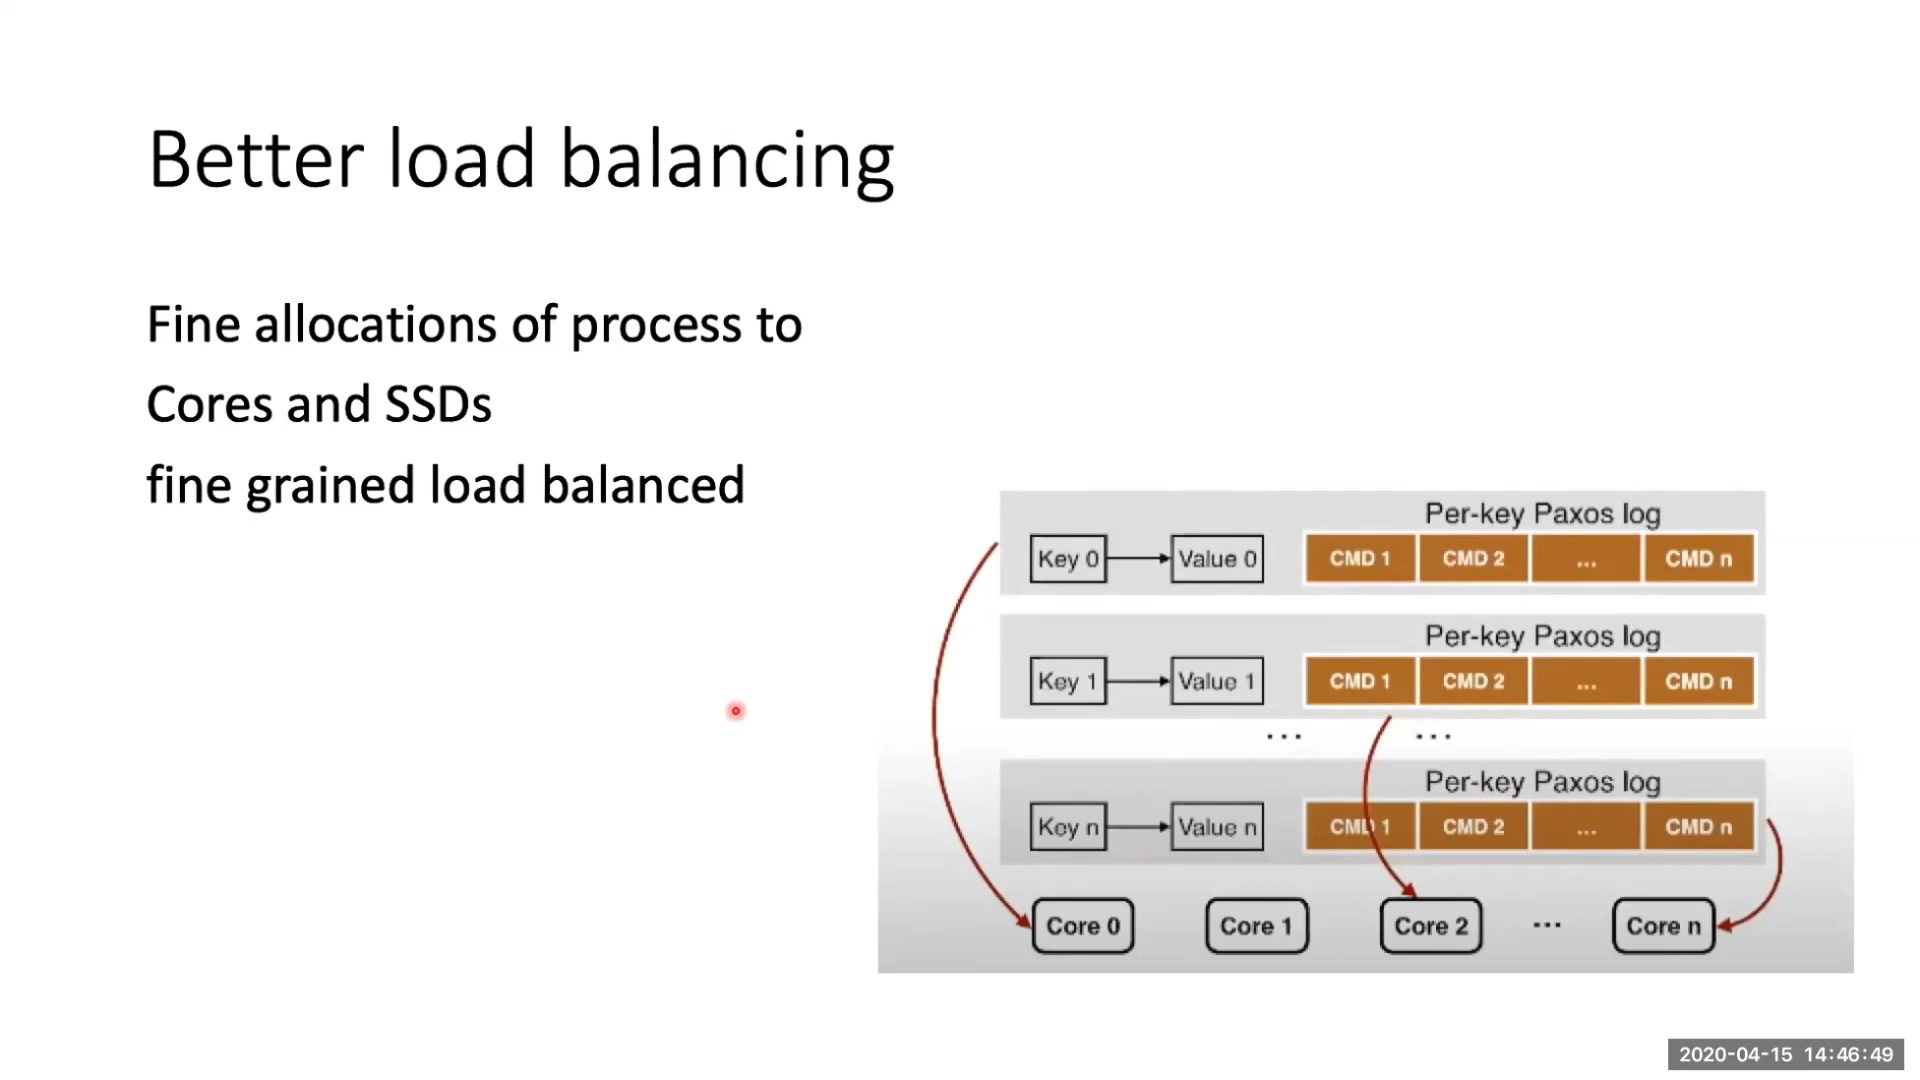 Better load balancing
Fine allocations of process to
Cores and SSDs
fine grained load balanced
Per-key Paxos log
Key 0 Value 0 CMD 1 CMD 2 ... CMD n
Per-key Paxos log
Key 1 Value 1 CMD 1 CMD 2 ... CMD n
... ...
Per-key Paxos log
Key n Value n CMD 1 CMD 2 ... CMD n
Core 0 Core 1 Core 2 ... Core n
2020-04-15 14:46:49